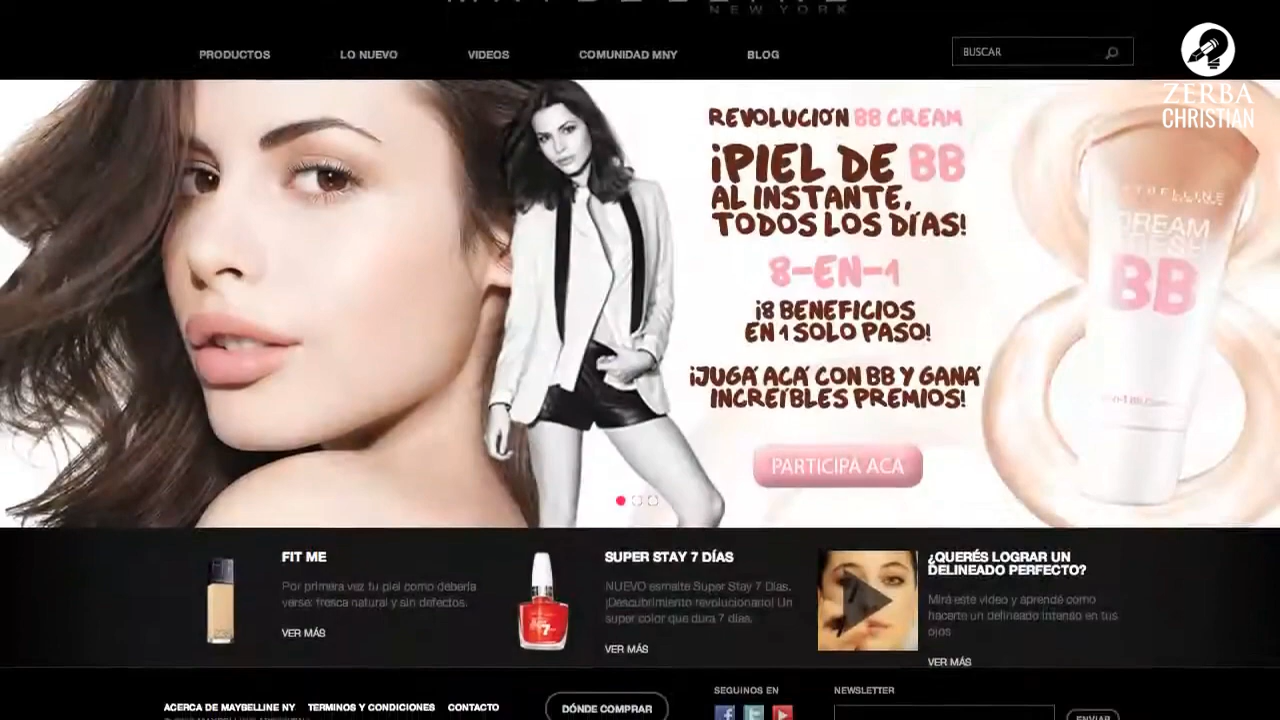 NEW YORK
PRODUCTOS
LO NUEVO
VIDEOS
COMUNIDAD MNY
BLOG
BUSCAR
ZERBA
CHRISTIAN
REVOLUCIÓN BB CREAM
¡PIEL DE BB
AL INSTANTE,
TODOS LOS DÍAS!
8-EN-1
¡8 BENEFICIOS
EN 1 SOLO PASO!
¡JUGÁ ACÁ CON BB Y GANÁ
INCREÍBLES PREMIOS!
PARTICIPA ACA
MAYBELLINE
DREAM
FRESH
BB
FIT ME
Por primera vez tu piel como debería
verse: fresca natural y sin defectos.
VER MÁS
SUPER STAY 7 DÍAS
NUEVO esmalte Super Stay 7 Días.
¡Descubrimiento revolucionario! Un
super color que dura 7 días.
VER MÁS
¿QUERÉS LOGRAR UN
DELINEADO PERFECTO?
Mirá este video y aprendé como
hacerte un delineado intenso en tus
ojos
VER MÁS
ACERCA DE MAYBELLINE NY
TERMINOS Y CONDICIONES
CONTACTO
DÓNDE COMPRAR
SEGUINOS EN
NEWSLETTER
ENVIAR